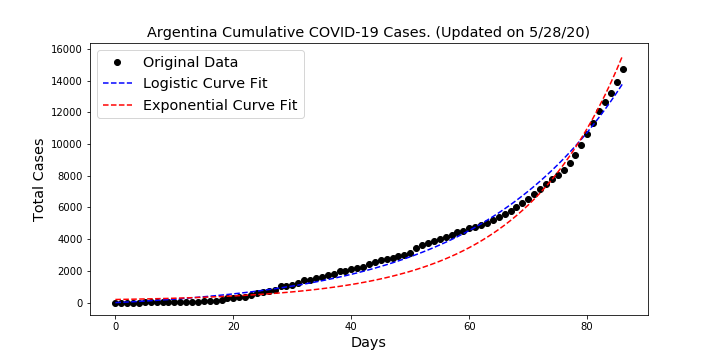 Argentina Cumulative COVID-19 Cases. (Updated on 5/28/20)
16000
14000
12000
10000
8000
6000
4000
2000
0
Total Cases
Original Data
Logistic Curve Fit
Exponential Curve Fit
0 20 40 60 80
Days